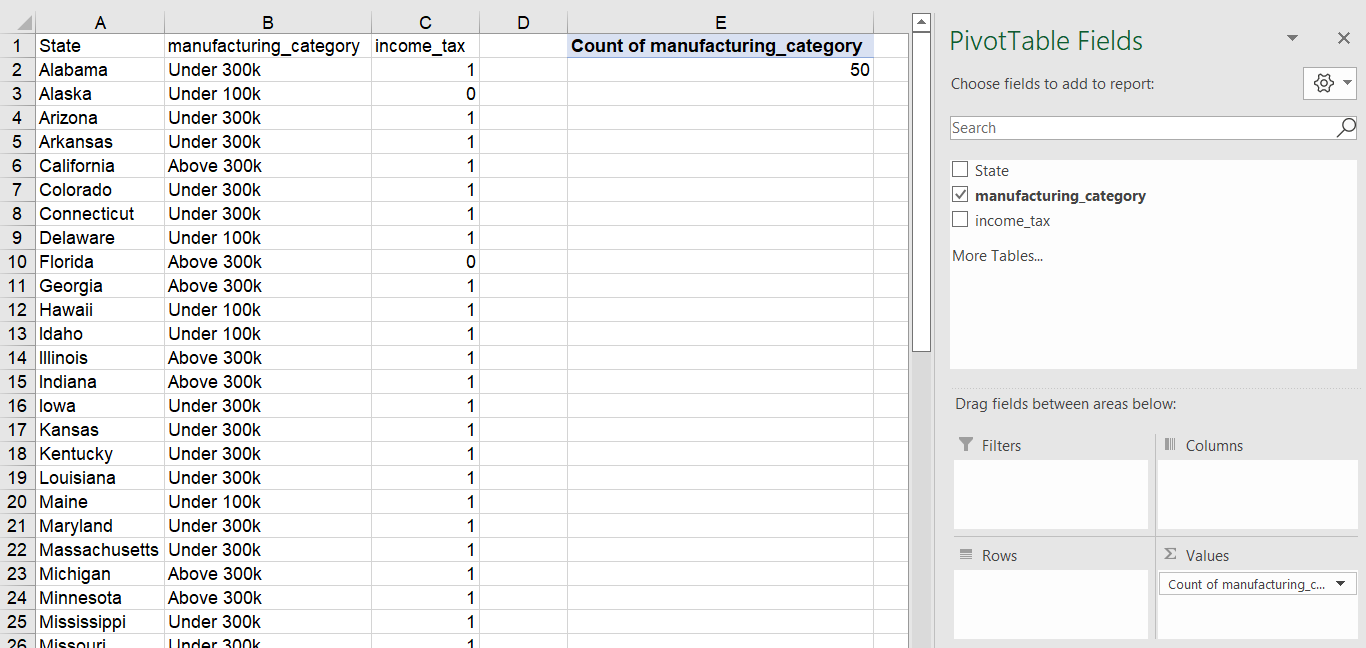 A B C D E
1 State manufacturing_category income_tax Count of manufacturing_category
2 Alabama Under 300k 1 50
3 Alaska Under 100k 0
4 Arizona Under 300k 1
5 Arkansas Under 300k 1
6 California Above 300k 1
7 Colorado Under 300k 1
8 Connecticut Under 300k 1
9 Delaware Under 100k 1
10 Florida Above 300k 0
11 Georgia Above 300k 1
12 Hawaii Under 100k 1
13 Idaho Under 100k 1
14 Illinois Above 300k 1
15 Indiana Above 300k 1
16 Iowa Under 300k 1
17 Kansas Under 300k 1
18 Kentucky Under 300k 1
19 Louisiana Under 300k 1
20 Maine Under 100k 1
21 Maryland Under 300k 1
22 Massachusetts Under 300k 1
23 Michigan Above 300k 1
24 Minnesota Above 300k 1
25 Mississippi Under 300k 1
26 Missouri Under 300k 1
PivotTable Fields
Choose fields to add to report:
Search
State
manufacturing_category
income_tax
More Tables...
Drag fields between areas below:
Filters
Columns
Rows
Σ Values
Count of manufacturing_c...